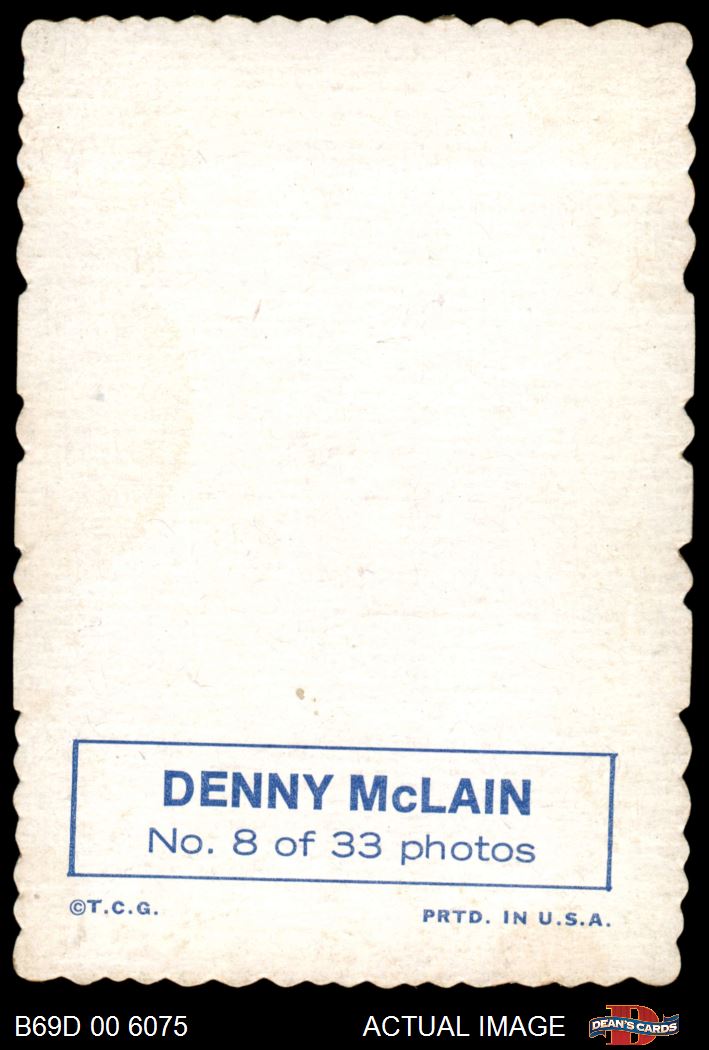 DENNY McLAIN
No. 8 of 33 photos
©T.C.G.
PRTD. IN U.S.A.
B69D 00 6075
ACTUAL IMAGE
D
DEAN'S CARDS